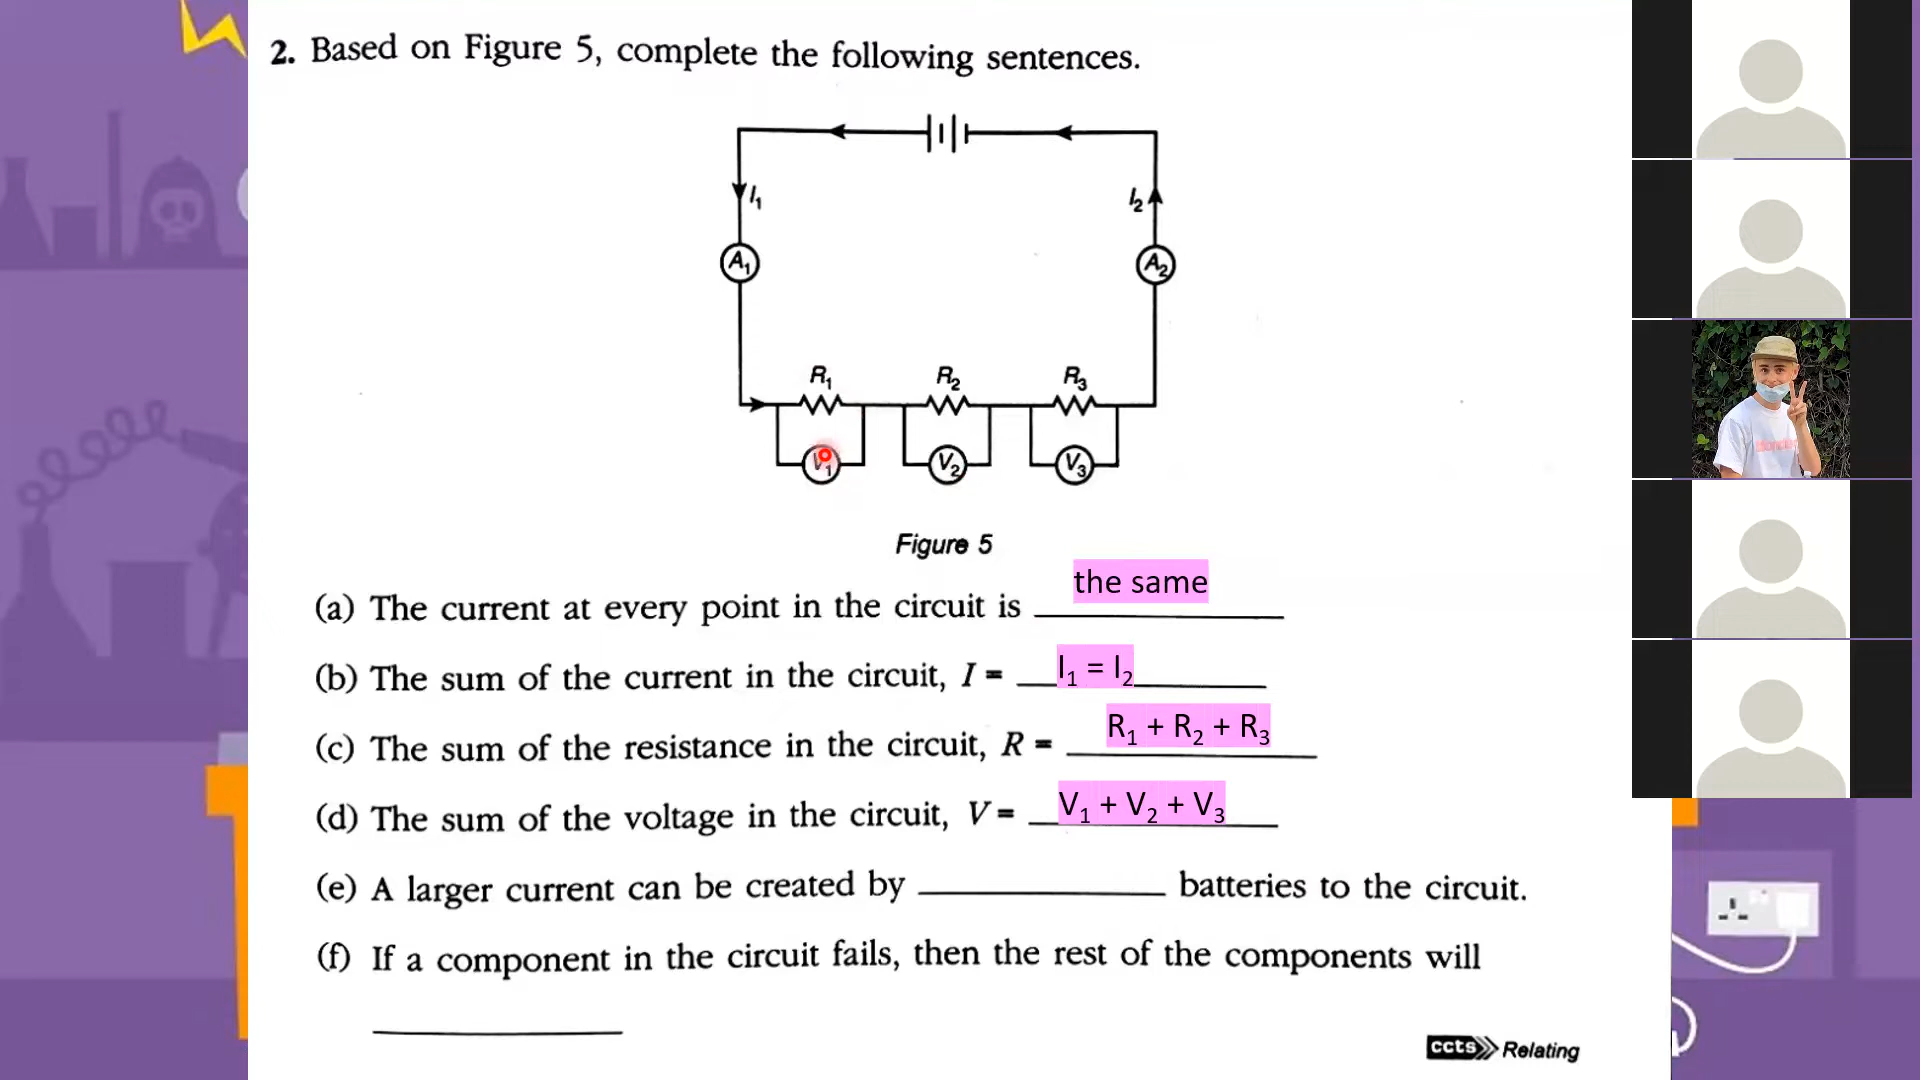 2. Based on Figure 5, complete the following sentences.
I₁
I₂
A₁
A₂
R₁ R₂ R₃
V₁ V₂ V₃
Figure 5
(a) The current at every point in the circuit is the same
(b) The sum of the current in the circuit, I = I₁ = I₂
(c) The sum of the resistance in the circuit, R = R₁ + R₂ + R₃
(d) The sum of the voltage in the circuit, V = V₁ + V₂ + V₃
(e) A larger current can be created by ____________ batteries to the circuit.
(f) If a component in the circuit fails, then the rest of the components will
____________
ccts Relating